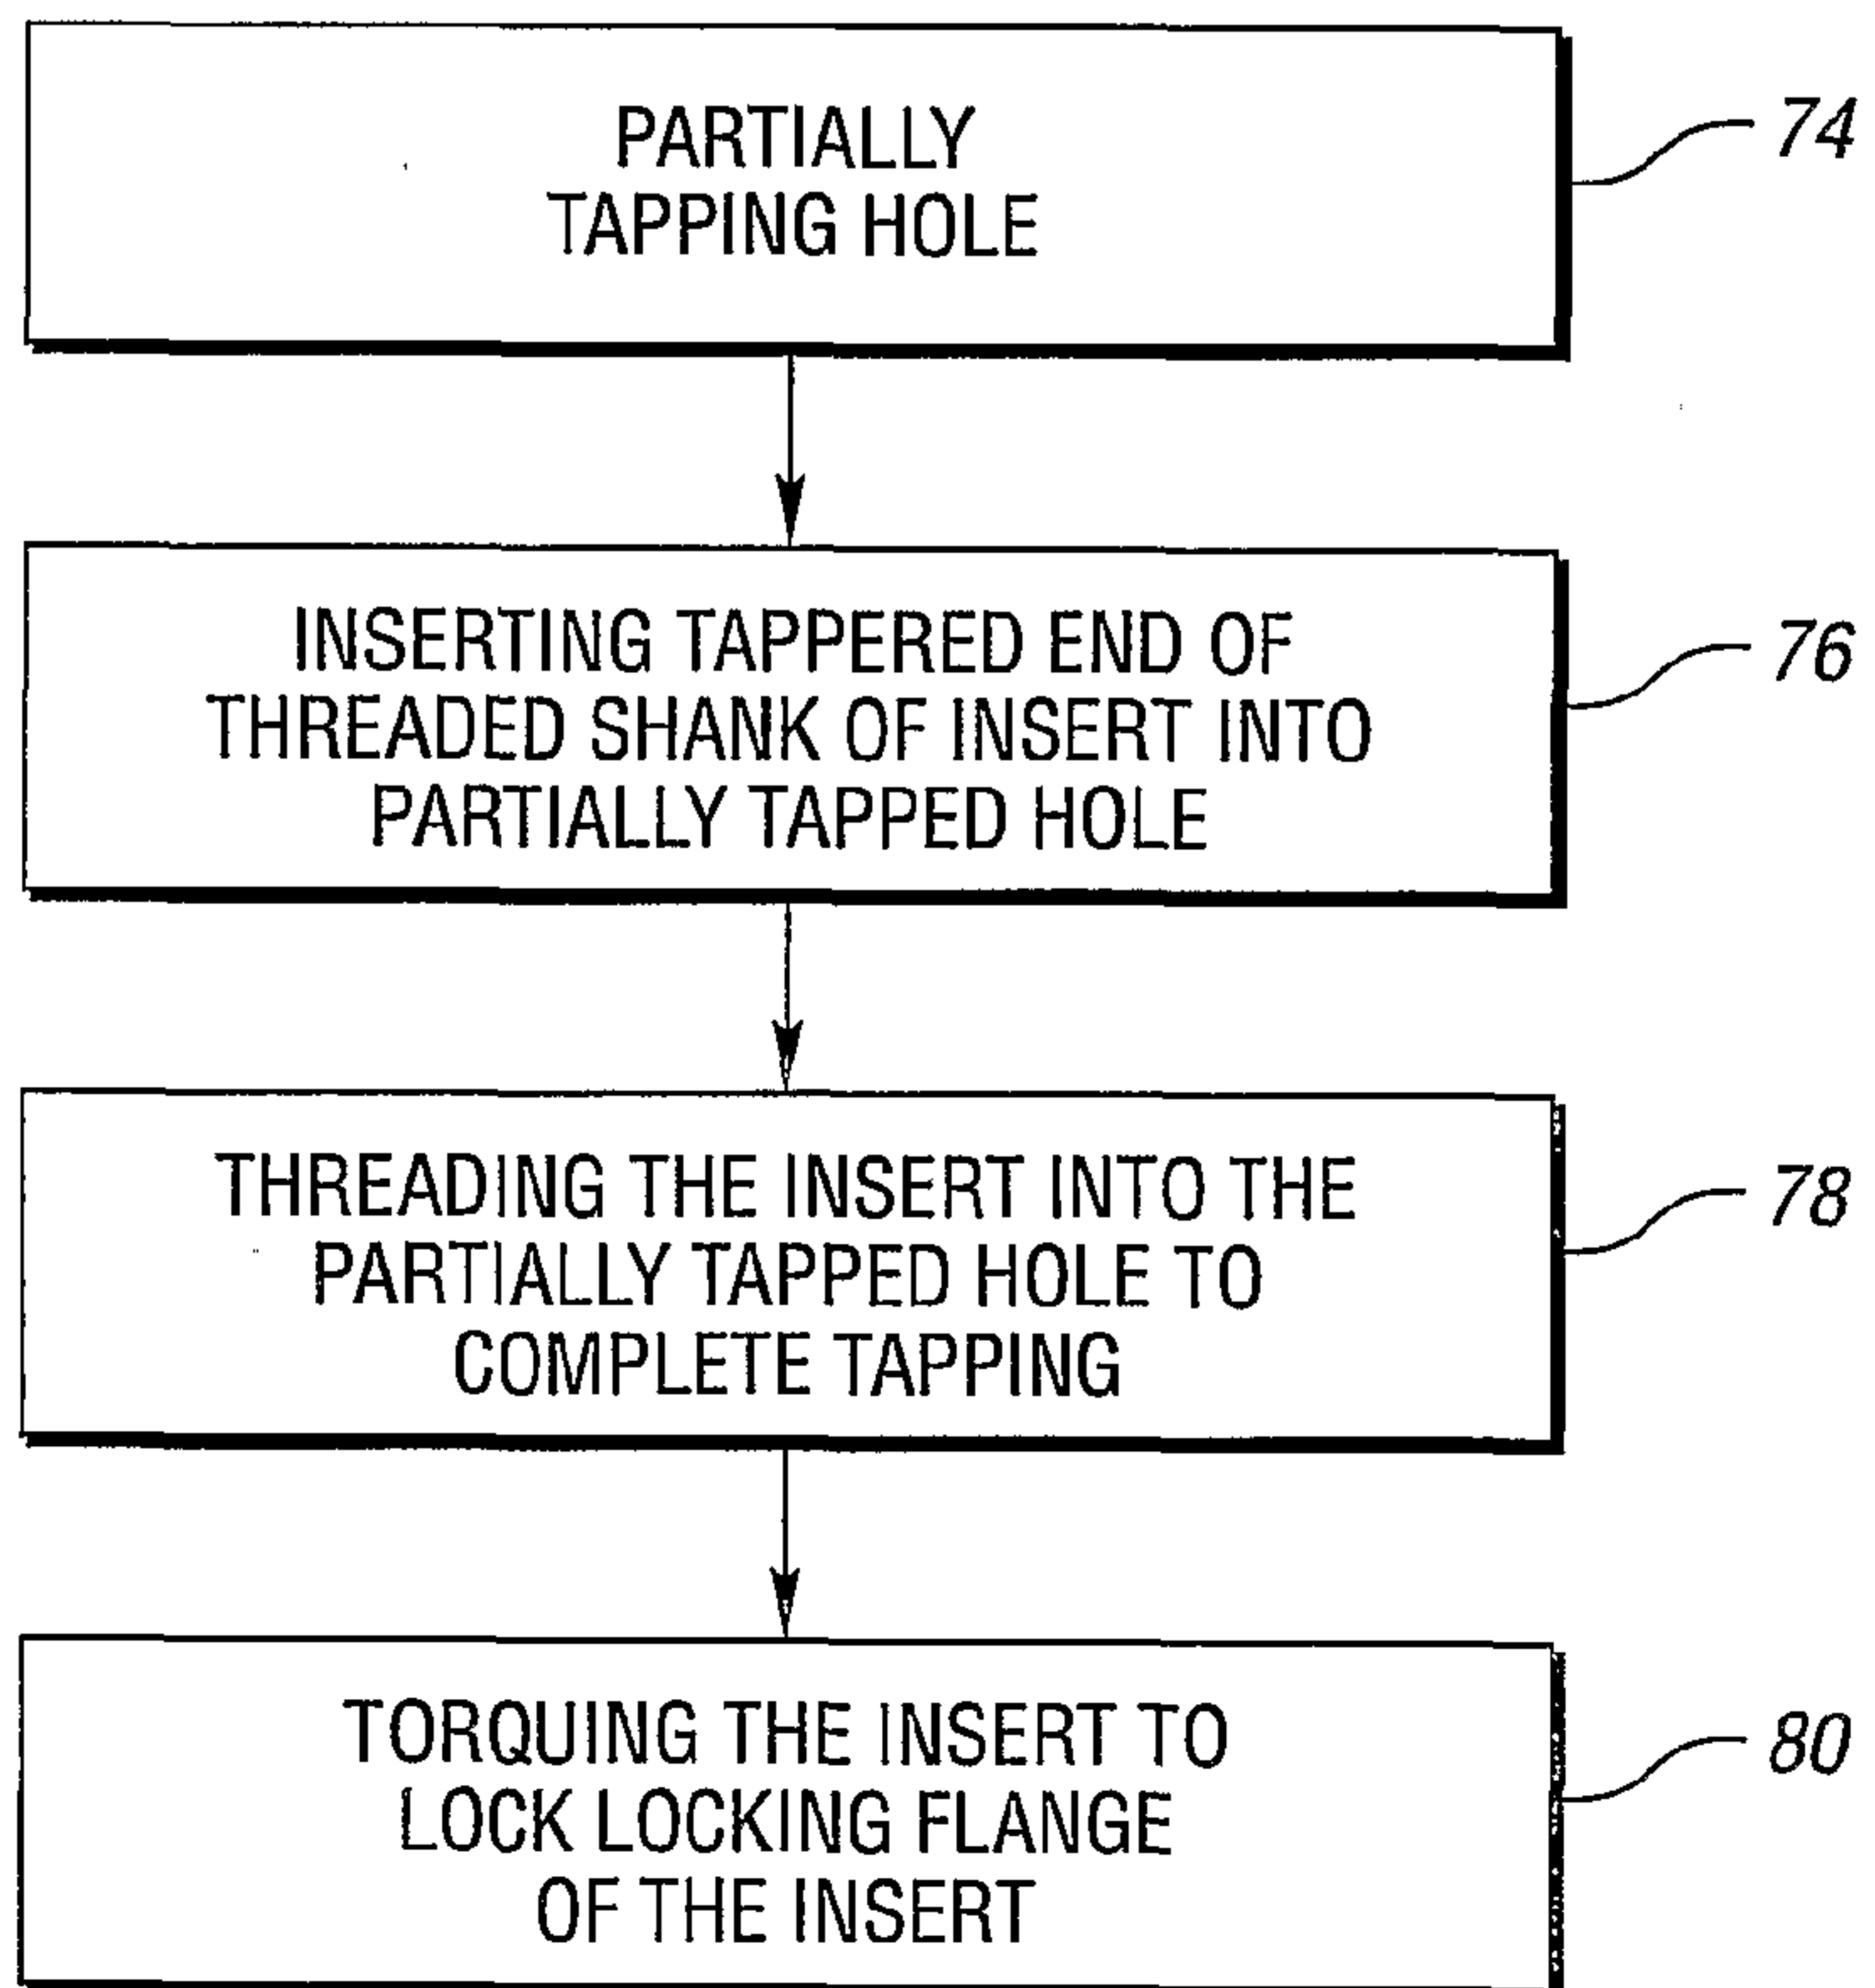 PARTIALLY
TAPPING HOLE
74
INSERTING TAPPERED END OF
THREADED SHANK OF INSERT INTO
PARTIALLY TAPPED HOLE
76
THREADING THE INSERT INTO THE
PARTIALLY TAPPED HOLE TO
COMPLETE TAPPING
78
TORQUING THE INSERT TO
LOCK LOCKING FLANGE
OF THE INSERT
80